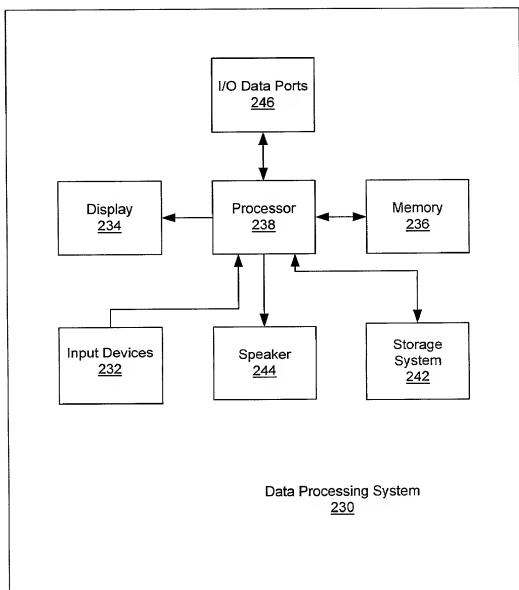 I/O Data Ports
246
Display
234
Processor
238
Memory
236
Input Devices
232
Speaker
244
Storage
System
242
Data Processing System
230